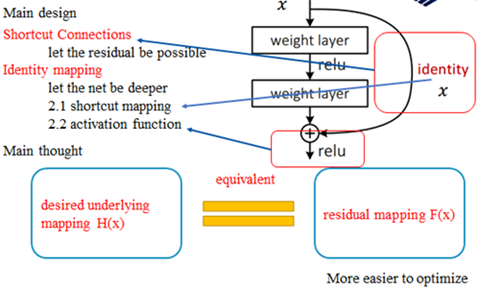 Main design
x
Shortcut Connections
weight layer
let the residual be possible
relu
Identity mapping
identity
let the net be deeper
weight layer
x
2.1 shortcut mapping
2.2 activation function
+
relu
Main thought
equivalent
desired underlying
mapping H(x)
residual mapping F(x)
More easier to optimize